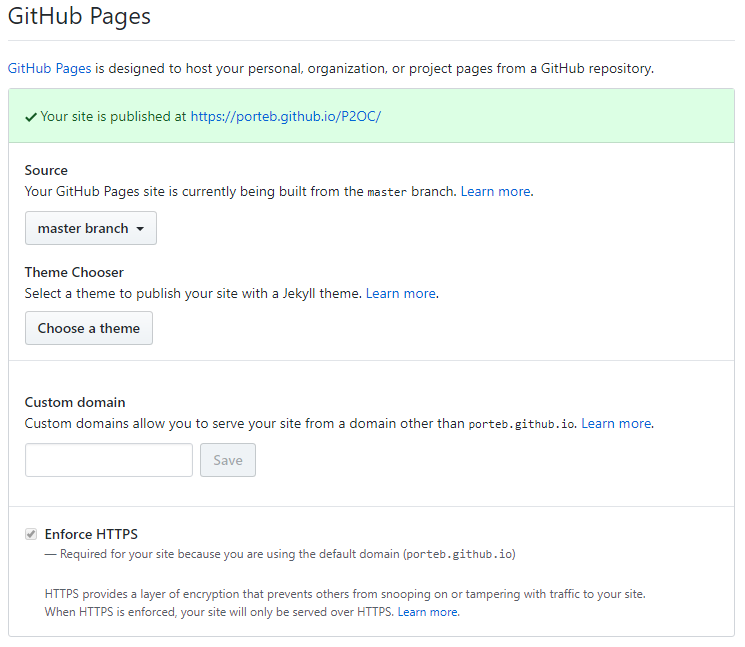 GitHub Pages
GitHub Pages is designed to host your personal, organization, or project pages from a GitHub repository.
Your site is published at https://porteb.github.io/P2OC/
Source
Your GitHub Pages site is currently being built from the master branch. Learn more.
master branch
Theme Chooser
Select a theme to publish your site with a Jekyll theme. Learn more.
Choose a theme
Custom domain
Custom domains allow you to serve your site from a domain other than porteb.github.io. Learn more.
Save
Enforce HTTPS
— Required for your site because you are using the default domain (porteb.github.io)
HTTPS provides a layer of encryption that prevents others from snooping on or tampering with traffic to your site.
When HTTPS is enforced, your site will only be served over HTTPS. Learn more.